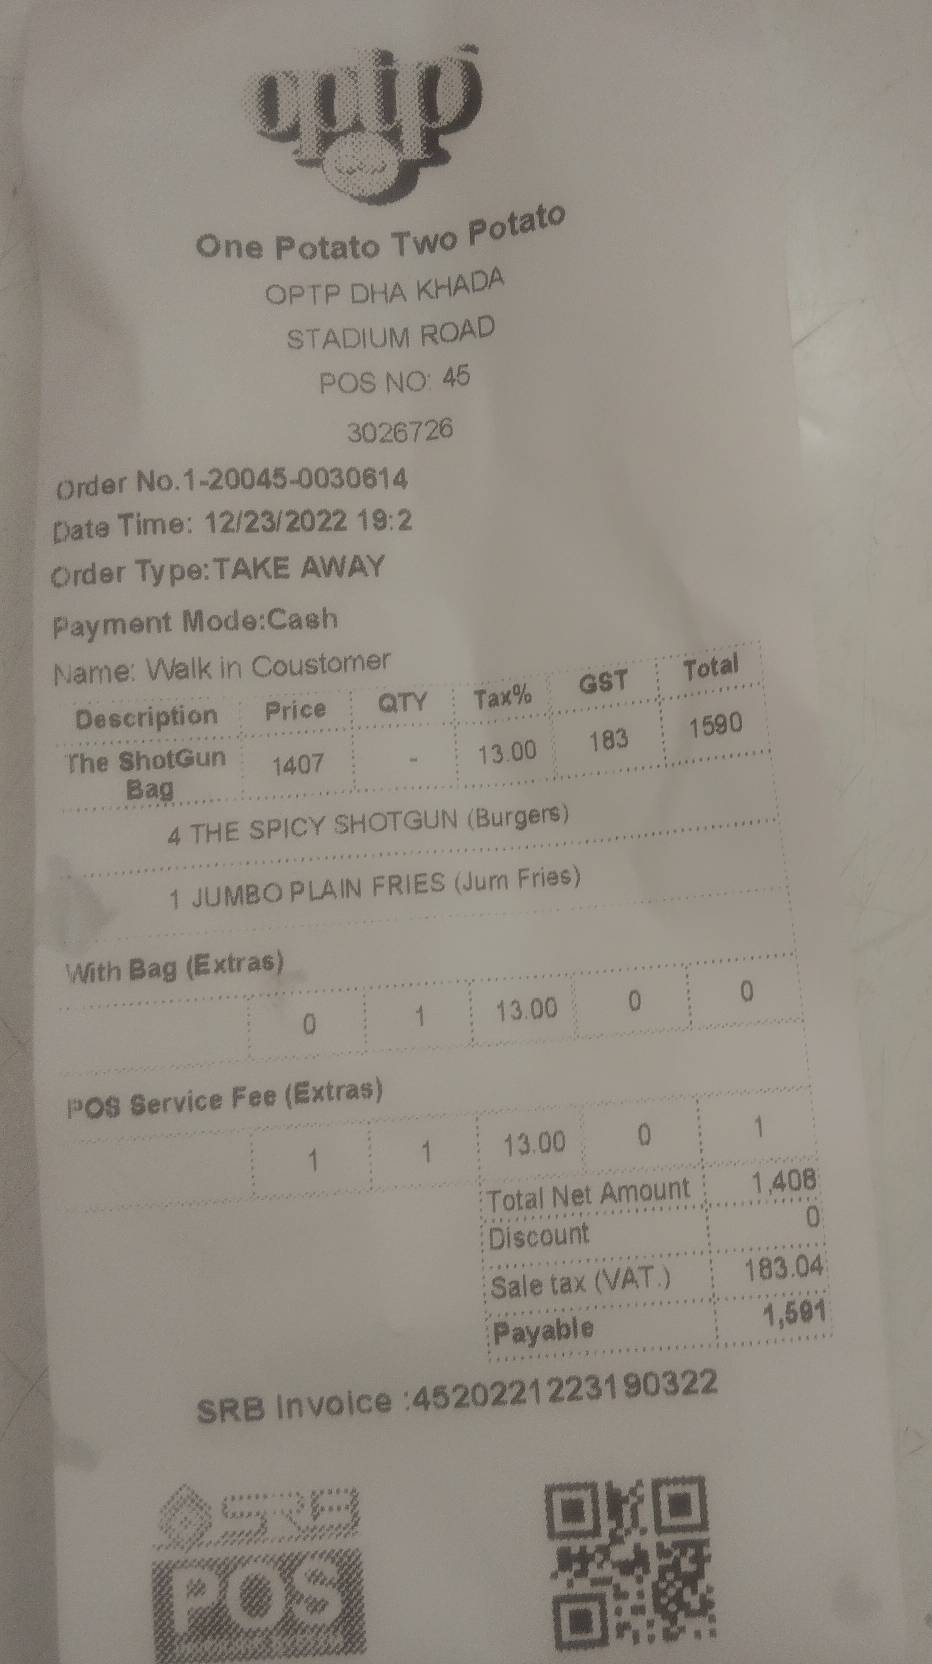 optp
One Potato Two Potato
OPTP DHA KHADA
STADIUM ROAD
POS NO: 45
3026726
Order No.1-20045-0030614
Date Time: 12/23/2022 19:2
Order Type:TAKE AWAY
Payment Mode:Cash
Name: Walk in Coustomer
Description Price QTY Tax% GST Total
The ShotGun Bag 1407 - 13.00 183 1590
4 THE SPICY SHOTGUN (Burgers)
1 JUMBO PLAIN FRIES (Jum Fries)
With Bag (Extras)
0 1 13.00 0 0
POS Service Fee (Extras)
1 1 13.00 0 1
Total Net Amount 1,408
Discount 0
Sale tax (VAT.) 183.04
Payable 1,591
SRB Invoice :4520221223190322
SRB
POS